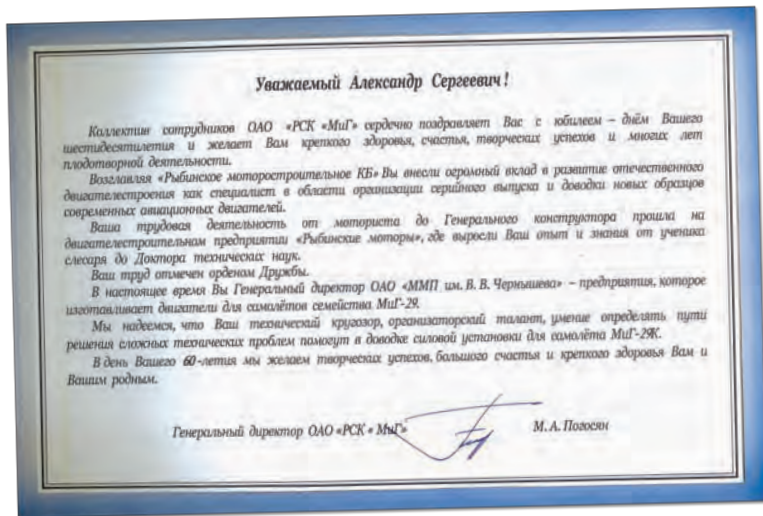 Уважаемый Александр Сергеевич!
Коллектив сотрудников ОАО «РСК «МиГ» сердечно поздравляет Вас с юбилеем – днём Вашего
шестидесятилетия и желает Вам крепкого здоровья, счастья, творческих успехов и многих лет
плодотворной деятельности.
Возглавляя «Рыбинское моторостроительное КБ» Вы внесли огромный вклад в развитие отечественного
двигателестроения как специалист в области организации серийного выпуска и доводки новых образцов
современных авиационных двигателей.
Ваша трудовая деятельность от моториста до Генерального конструктора прошла на
двигателестроительном предприятии «Рыбинские моторы», где выросли Ваш опыт и знания от ученика
слесаря до Доктора технических наук.
Ваш труд отмечен орденом Дружбы.
В настоящее время Вы Генеральный директор ОАО «ММП им. В. В. Чернышева» – предприятия, которое
изготавливает двигатели для самолётов семейства МиГ-29.
Мы надеемся, что Ваш технический кругозор, организаторский талант, умение определять пути
решения сложных технических проблем помогут в доводке силовой установки для самолёта МиГ-29К.
В день Вашего 60-летия мы желаем творческих успехов, большого счастья и крепкого здоровья Вам и
Вашим родным.
Генеральный директор ОАО «РСК « МиГ» М. А. Погосян